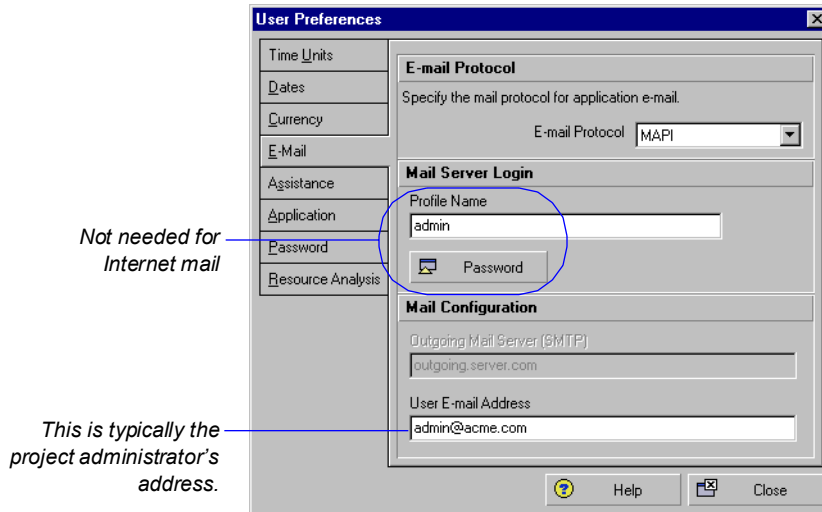 User Preferences
Time Units
Dates
Currency
E-Mail
Assistance
Application
Password
Resource Analysis
E-mail Protocol
Specify the mail protocol for application e-mail.
E-mail Protocol MAPI
Mail Server Login
Profile Name
admin
Password
Mail Configuration
Outgoing Mail Server (SMTP)
outgoing.server.com
User E-mail Address
admin@acme.com
? Help Close
Not needed for
Internet mail
This is typically the
project administrator's
address.